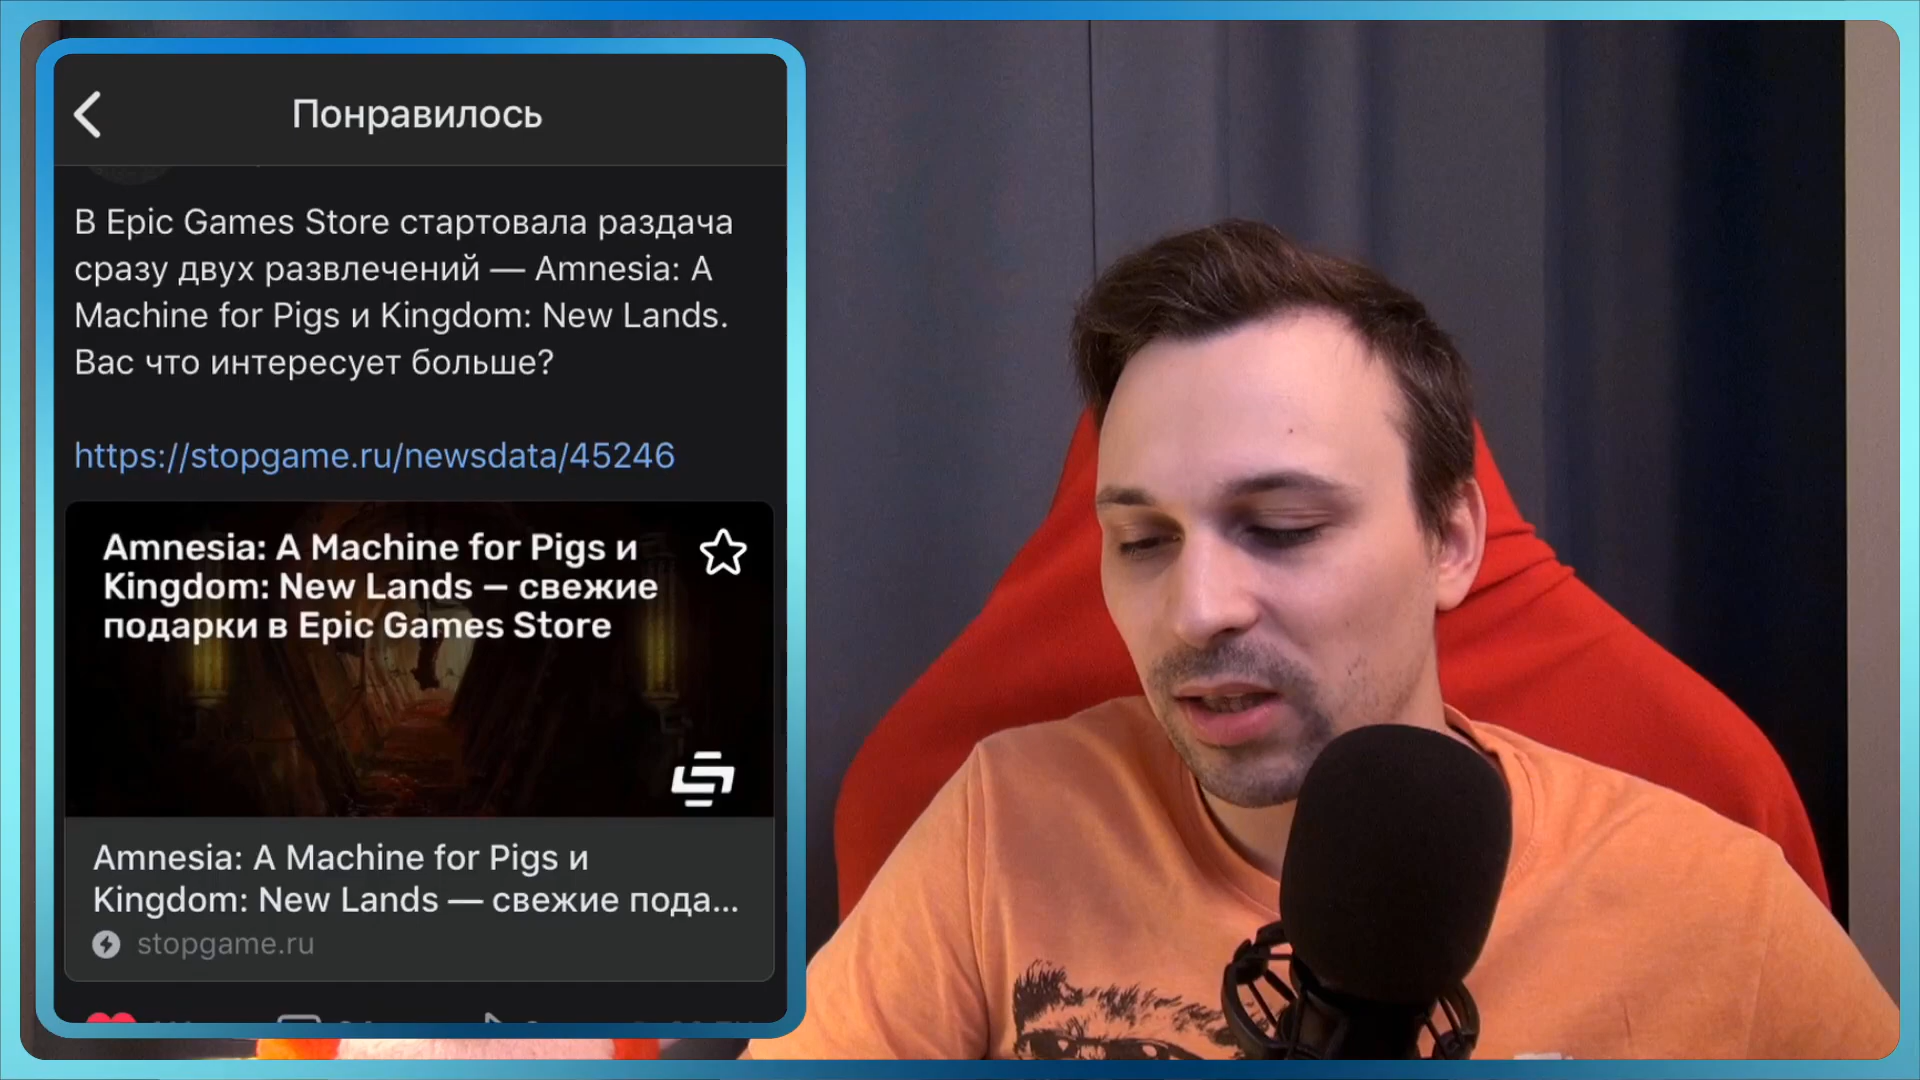 Понравилось
В Epic Games Store стартовала раздача
сразу двух развлечений — Amnesia: A
Machine for Pigs и Kingdom: New Lands.
Вас что интересует больше?
https://stopgame.ru/newsdata/45246
Amnesia: A Machine for Pigs и
Kingdom: New Lands — свежие
подарки в Epic Games Store
Amnesia: A Machine for Pigs и
Kingdom: New Lands — свежие пода...
stopgame.ru